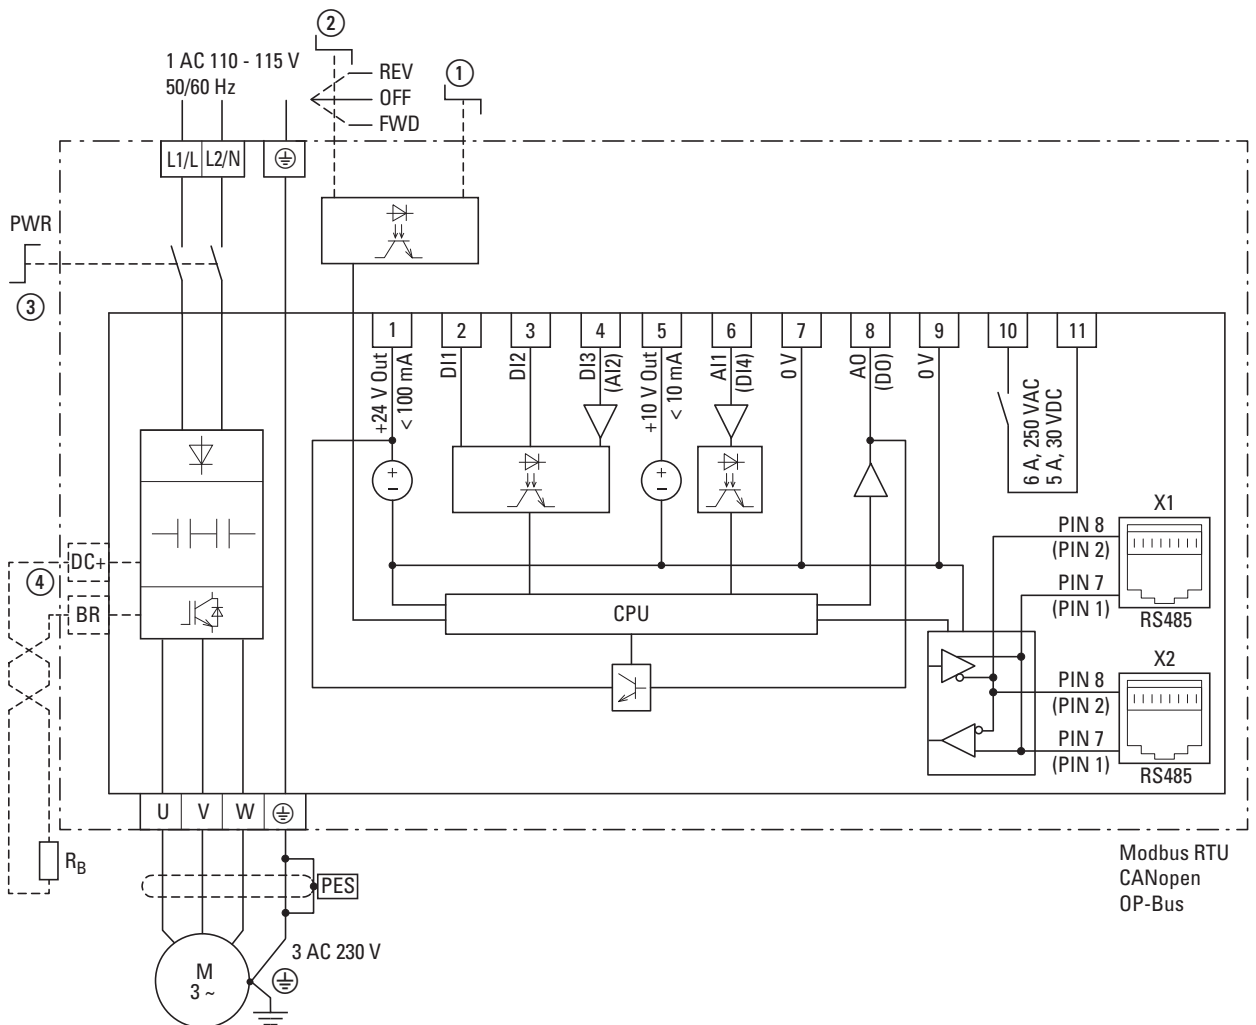 ②
1 AC 110 - 115 V
50/60 Hz
REV
OFF
FWD
①
L1/L
L2/N
PWR
③
1
2
3
4
5
6
7
8
9
10
11
+24 V Out
< 100 mA
DI1
DI2
DI3
(AI2)
+10 V Out
< 10 mA
AI1
(DI4)
0 V
AO
(DO)
0 V
6 A, 250 VAC
5 A, 30 VDC
+
−
+
−
X1
PIN 8
(PIN 2)
PIN 7
(PIN 1)
RS485
DC+
④
BR
CPU
X2
PIN 8
(PIN 2)
PIN 7
(PIN 1)
RS485
U
V
W
RB
PES
Modbus RTU
CANopen
OP-Bus
3 AC 230 V
M
3 ~